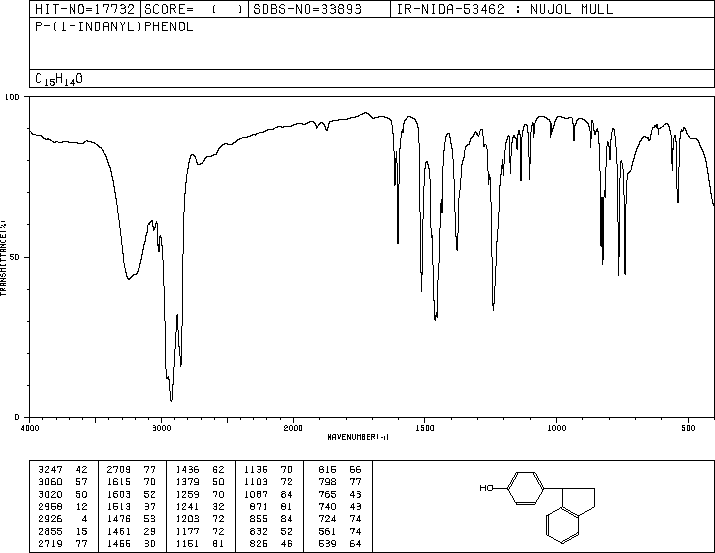 HIT-NO=17732 SCORE= ( ) SDBS-NO=33893 IR-NIDA-53462 : NUJOL MULL
P-(1-INDANYL)PHENOL
C15H14O
100
50
0
TRANSMITTANCE(%)
4000 3000 2000 1500 1000 500
WAVENUMBER(-1)
3247 42 2709 77 1436 62 1136 70 816 66
3060 57 1615 70 1379 50 1103 72 798 77
3020 50 1603 52 1259 70 1087 84 765 43
2958 12 1513 37 1241 32 871 81 740 43
2926 4 1476 53 1203 72 855 84 724 74
2855 15 1461 29 1177 72 832 52 561 74
2719 77 1456 30 1151 81 826 46 539 64
HO